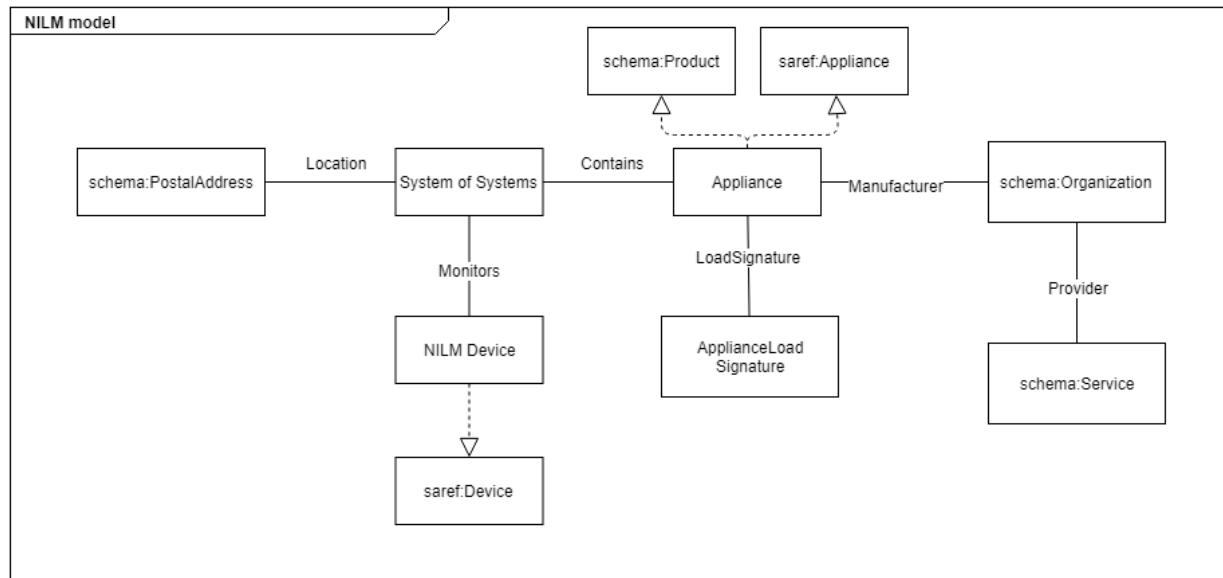 NILM model
schema:Product
saref:Appliance
schema:PostalAddress
Location
System of Systems
Contains
Appliance
Manufacturer
schema:Organization
Monitors
LoadSignature
Provider
NILM Device
ApplianceLoad
Signature
schema:Service
saref:Device